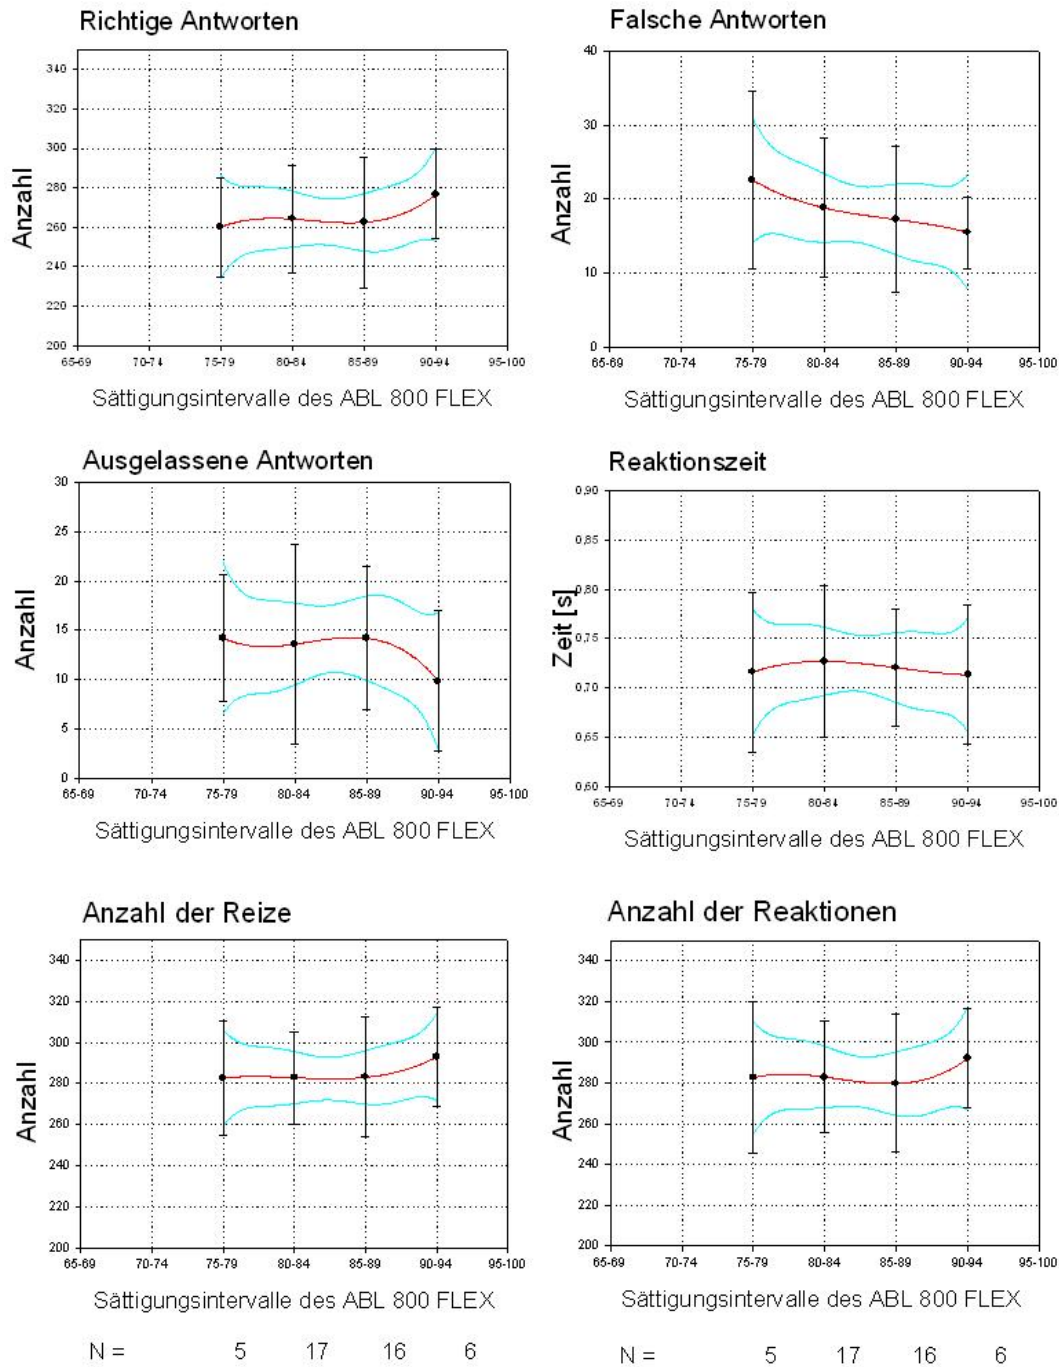 Richtige Antworten
Anzahl
340
320
300
280
260
240
220
200
65-69 70-74 75-79 80-84 85-89 90-94 95-100
Sättigungsintervalle des ABL 800 FLEX
Falsche Antworten
Anzahl
40
30
20
10
0
65-69 70-74 75-79 80-84 85-89 90-94 95-100
Sättigungsintervalle des ABL 800 FLEX
Ausgelassene Antworten
Anzahl
30
25
20
15
10
5
0
65-69 70-74 75-79 80-84 85-89 90-94 95-100
Sättigungsintervalle des ABL 800 FLEX
Reaktionszeit
Zeit [s]
0,90
0,85
0,80
0,75
0,70
0,65
0,60
65-69 70-74 75-79 80-84 85-89 90-94 95-100
Sättigungsintervalle des ABL 800 FLEX
Anzahl der Reize
Anzahl
340
320
300
280
260
240
220
200
65-69 70-74 75-79 80-84 85-89 90-94 95-100
Sättigungsintervalle des ABL 800 FLEX
N = 5 17 16 6
Anzahl der Reaktionen
Anzahl
340
320
300
280
260
240
220
200
65-69 70-74 75-79 80-84 85-89 90-94 95-100
Sättigungsintervalle des ABL 800 FLEX
N = 5 17 16 6